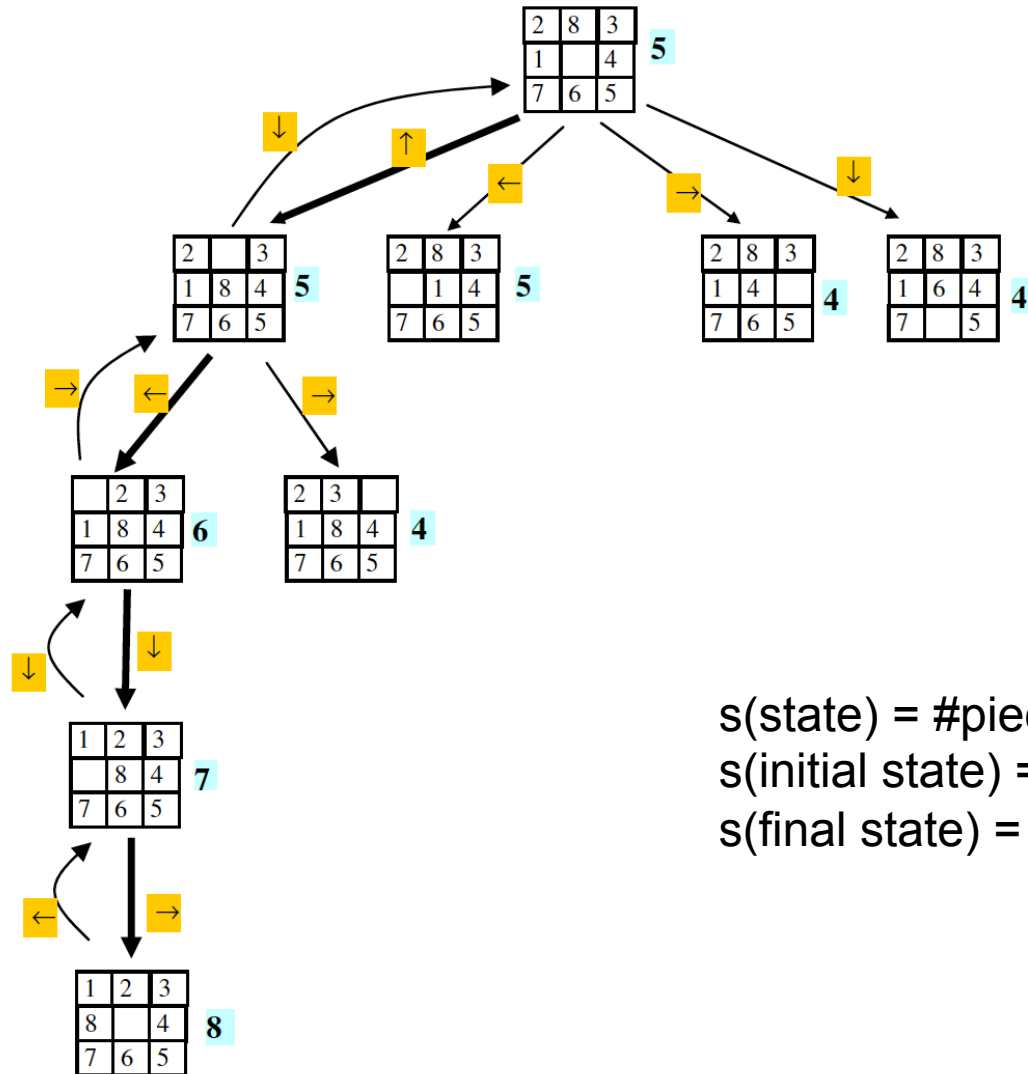 2 8 3
1 4 5
7 6 5
↓ ↑ ← → ↓
2 3
1 8 4 5
7 6 5
2 8 3
1 4 5
7 6 5
2 8 3
1 4 4
7 6 5
2 8 3
1 6 4 4
7 5
→ ← →
2 3
1 8 4 6
7 6 5
2 3
1 8 4 4
7 6 5
↓ ↓
1 2 3
8 4 7
7 6 5
← →
1 2 3
8 4 8
7 6 5
s(state) = #pie
s(initial state) =
s(final state) =